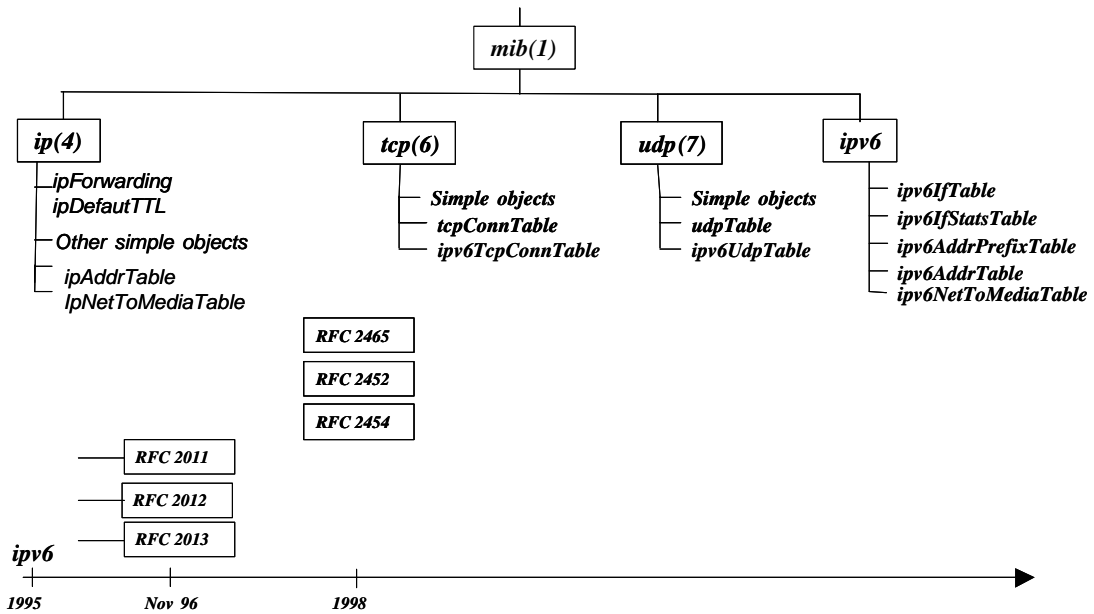 mib(1)
ip(4)
tcp(6)
udp(7)
ipv6
ipForwarding
ipDefautTTL
Other simple objects
ipAddrTable
IpNetToMediaTable
Simple objects
tcpConnTable
ipv6TcpConnTable
Simple objects
udpTable
ipv6UdpTable
ipv6IfTable
ipv6IfStatsTable
ipv6AddrPrefixTable
ipv6AddrTable
ipv6NetToMediaTable
RFC 2465
RFC 2452
RFC 2454
RFC 2011
RFC 2012
RFC 2013
ipv6
1995
Nov 96
1998